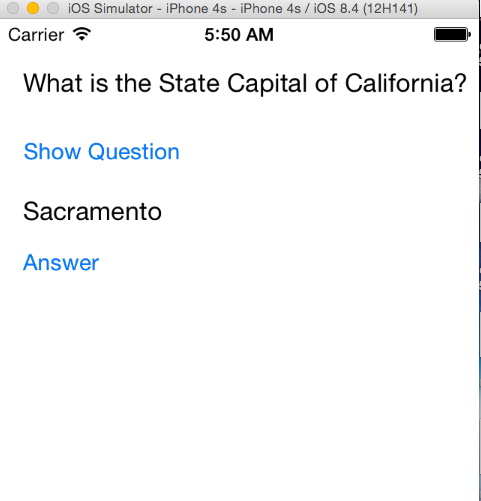 iOS Simulator - iPhone 4s - iPhone 4s / iOS 8.4 (12H141)
Carrier 5:50 AM
What is the State Capital of California?
Show Question
Sacramento
Answer